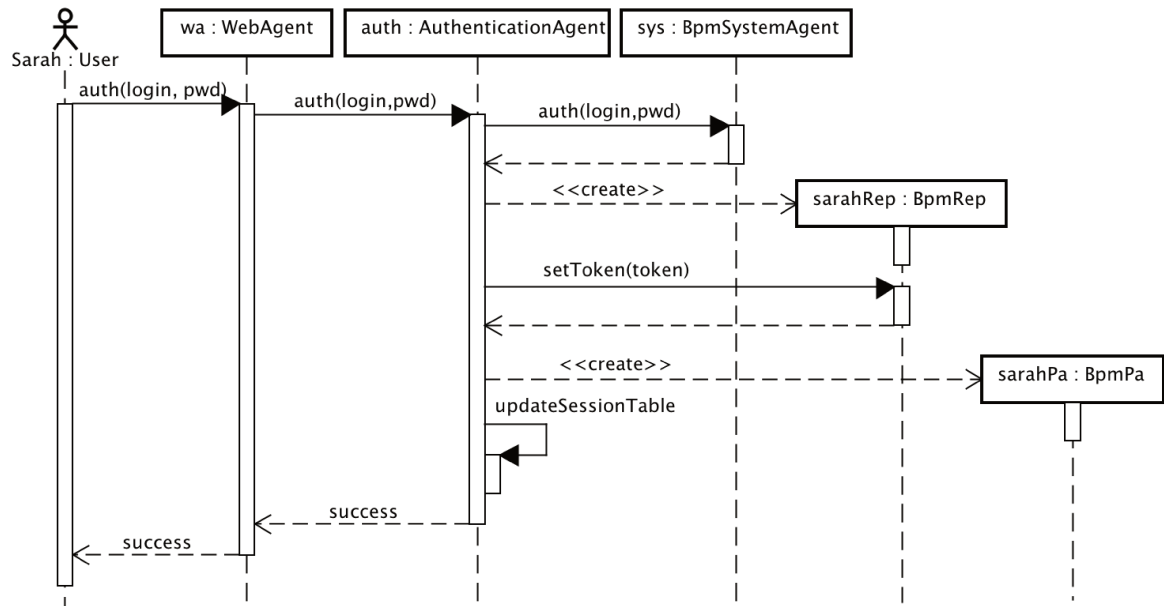 wa : WebAgent
auth : AuthenticationAgent
sys : BpmSystemAgent
Sarah : User
auth(login, pwd)
auth(login,pwd)
auth(login,pwd)
<<create>>
sarahRep : BpmRep
setToken(token)
<<create>>
sarahPa : BpmPa
updateSessionTable
success
success